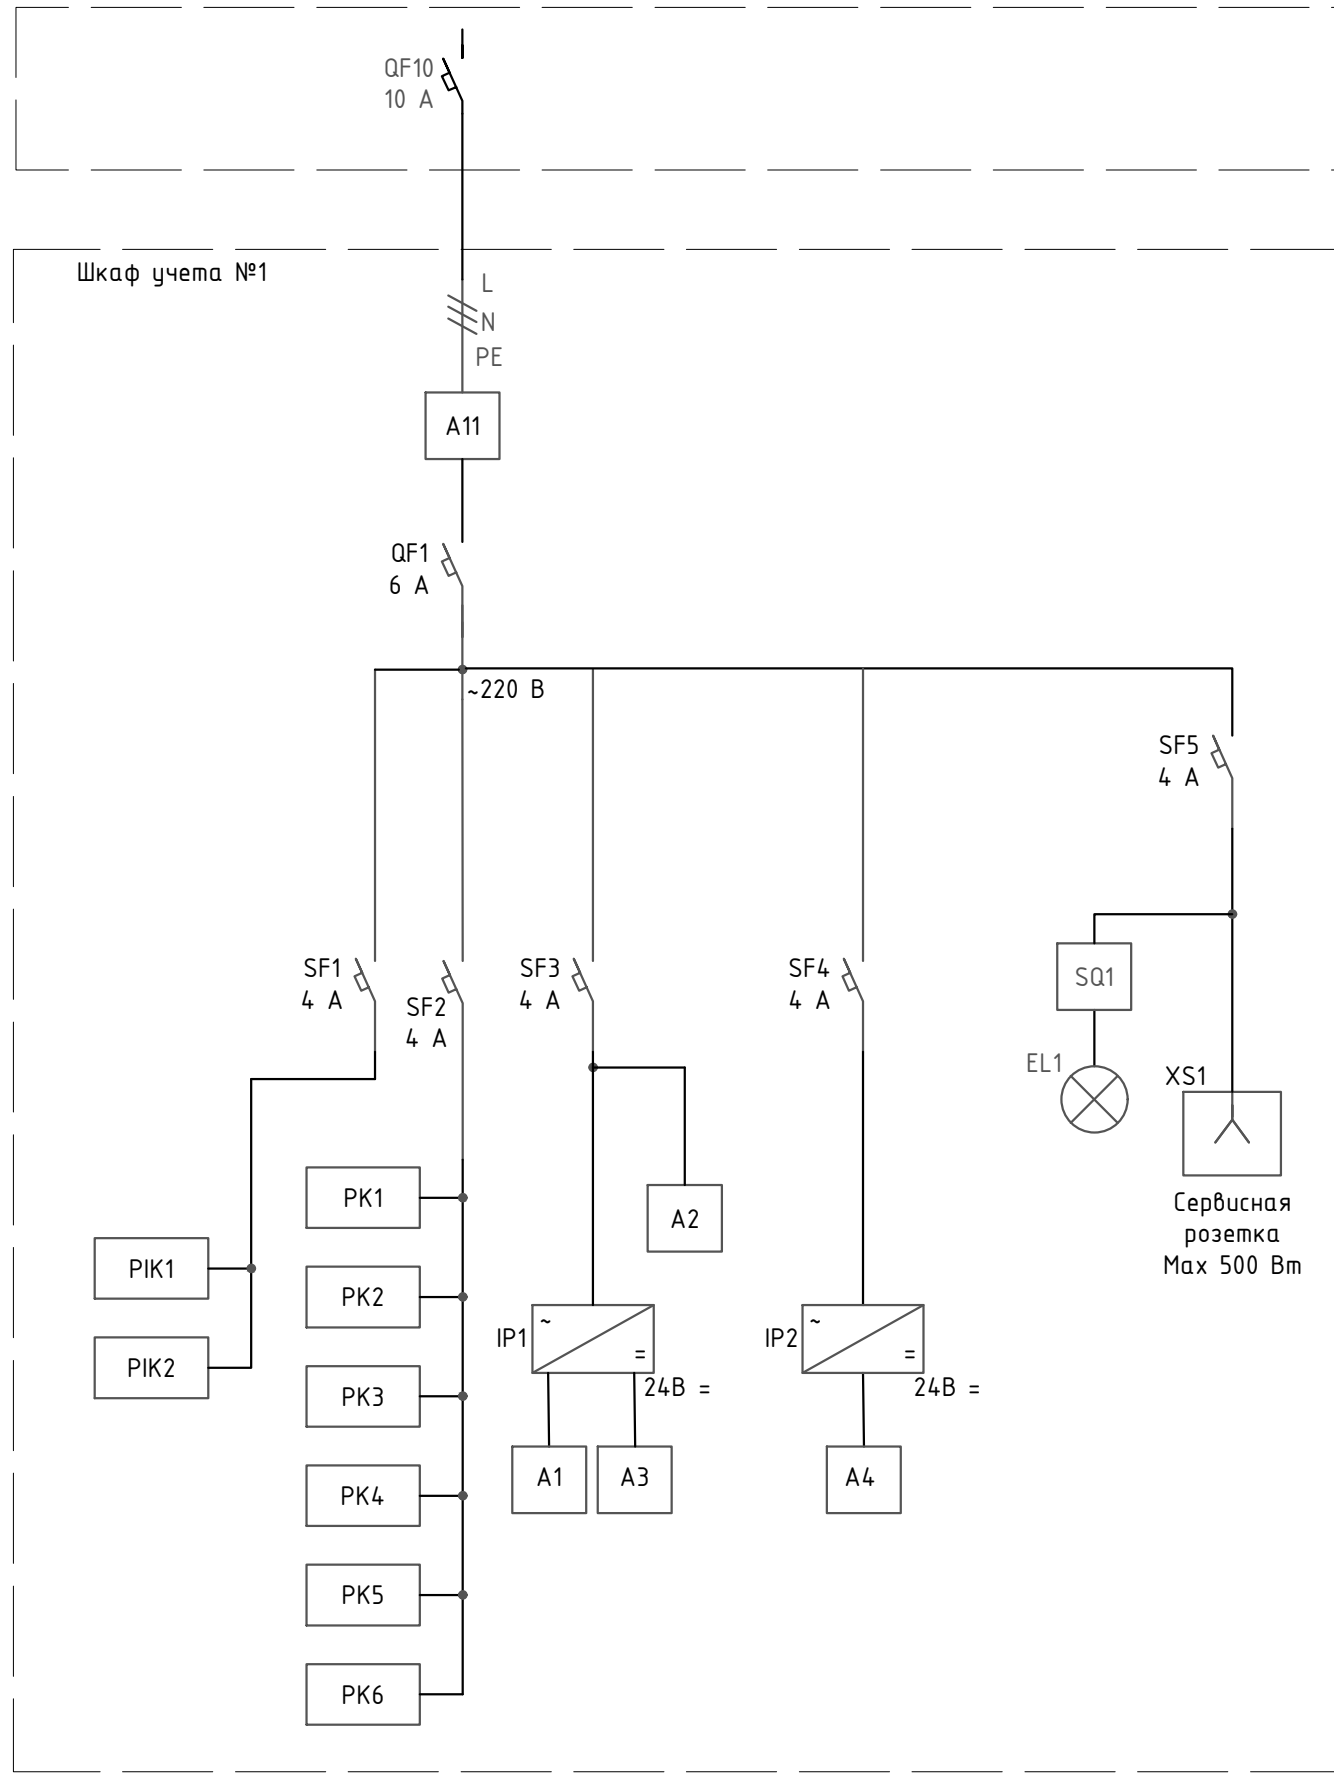 QF10
10 А
Шкаф учета №1
L
N
PE
A11
QF1
6 А
~220 В
SF5
4 А
SF1
4 А
SF2
4 А
SF3
4 А
SF4
4 А
SQ1
EL1
XS1
Сервисная
розетка
Max 500 Вт
PK1
A2
PIK1
PK2
IP1
~
=
24В =
IP2
~
=
24В =
PIK2
PK3
A1
A3
A4
PK4
PK5
PK6